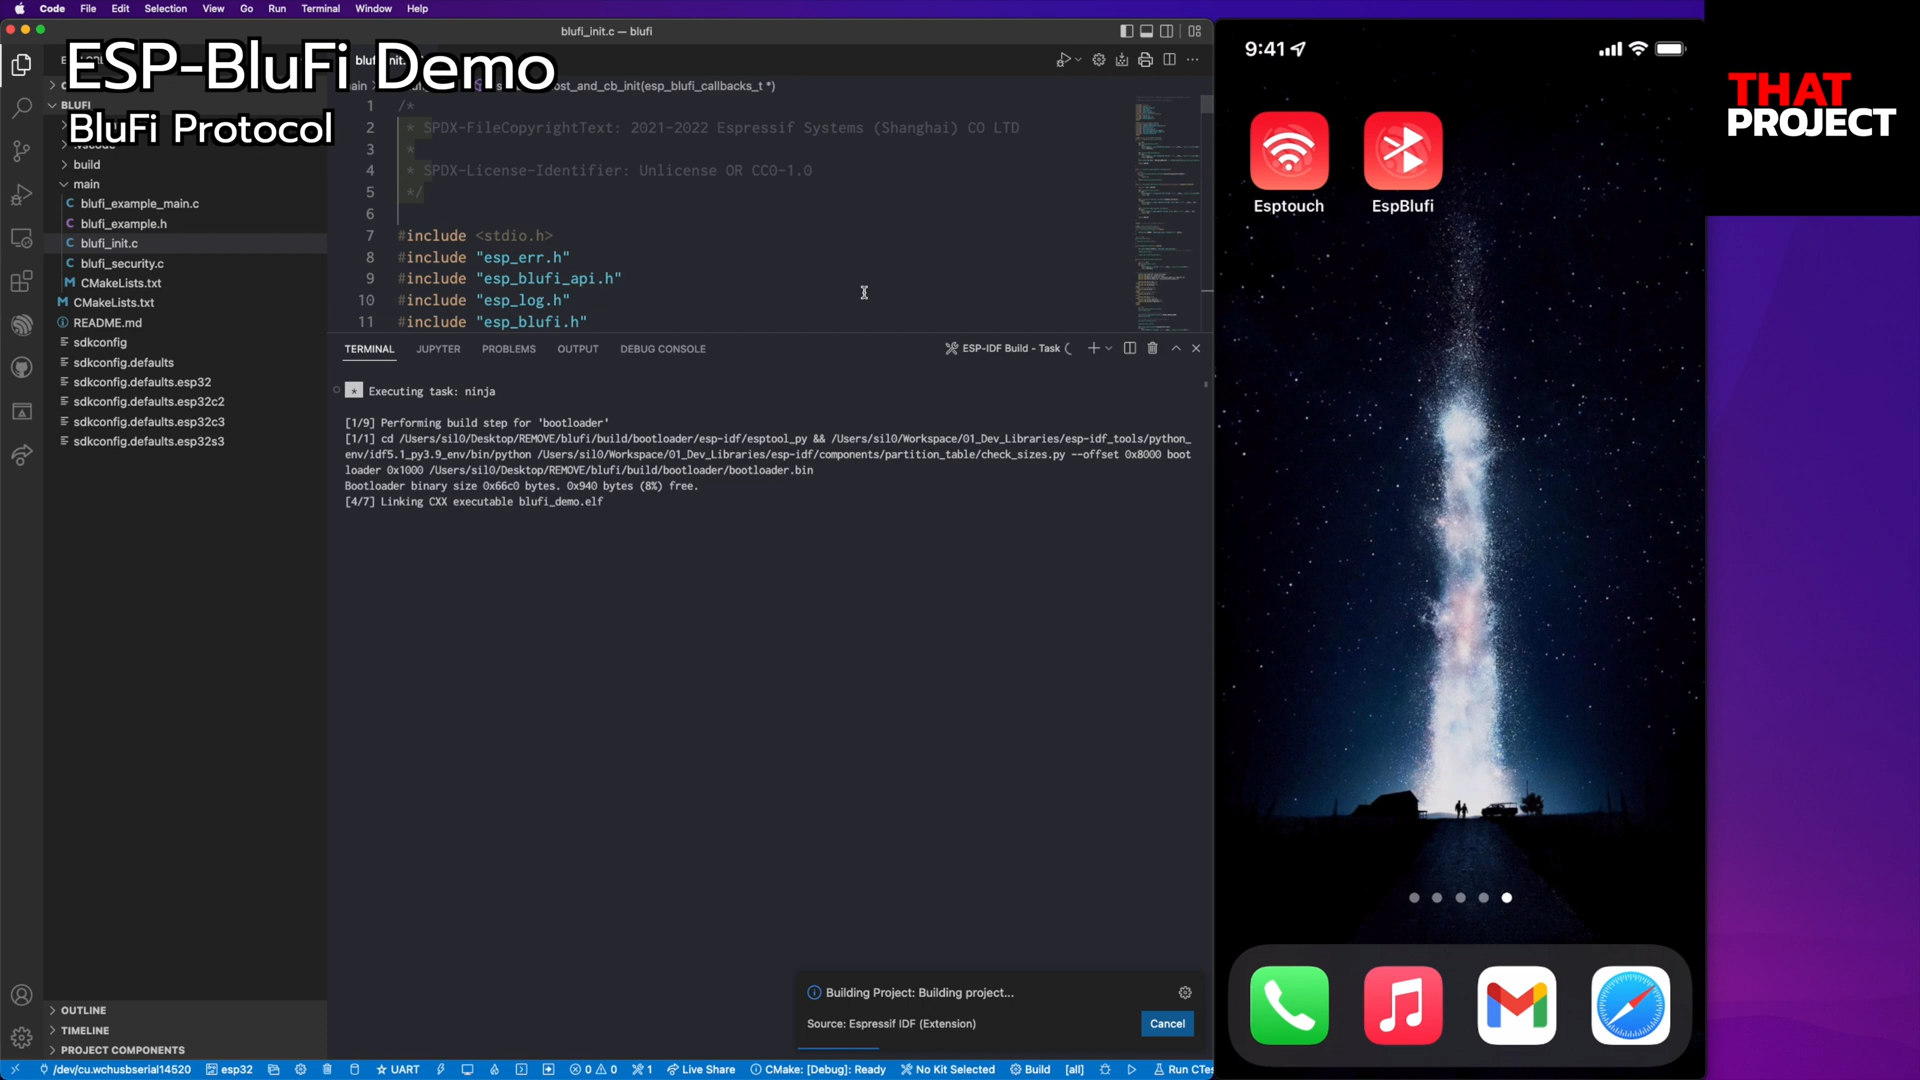 Code File Edit Selection View Go Run Terminal Window Help
blufi_init.c — blufi
ESP-BluFi Demo
BluFi Protocol
ost_and_cb_init(esp_blufi_callbacks_t *)
BLUFI
.vscode
build
main
blufi_example_main.c
blufi_example.h
blufi_init.c
blufi_security.c
CMakeLists.txt
CMakeLists.txt
README.md
sdkconfig
sdkconfig.defaults
sdkconfig.defaults.esp32
sdkconfig.defaults.esp32c2
sdkconfig.defaults.esp32c3
sdkconfig.defaults.esp32s3
OUTLINE
TIMELINE
PROJECT COMPONENTS
1 /*
2 * SPDX-FileCopyrightText: 2021-2022 Espressif Systems (Shanghai) CO LTD
3 *
4 * SPDX-License-Identifier: Unlicense OR CC0-1.0
5 */
6
7 #include <stdio.h>
8 #include "esp_err.h"
9 #include "esp_blufi_api.h"
10 #include "esp_log.h"
11 #include "esp_blufi.h"
TERMINAL JUPYTER PROBLEMS OUTPUT DEBUG CONSOLE
ESP-IDF Build - Task
* Executing task: ninja
[1/9] Performing build step for 'bootloader'
[1/1] cd /Users/sil0/Desktop/REMOVE/blufi/build/bootloader/esp-idf/esptool_py && /Users/sil0/Workspace/01_Dev_Libraries/esp-idf_tools/python_
env/idf5.1_py3.9_env/bin/python /Users/sil0/Workspace/01_Dev_Libraries/esp-idf/components/partition_table/check_sizes.py --offset 0x8000 boot
loader 0x1000 /Users/sil0/Desktop/REMOVE/blufi/build/bootloader/bootloader.bin
Bootloader binary size 0x66c0 bytes. 0x940 bytes (8%) free.
[4/7] Linking CXX executable blufi_demo.elf
Building Project: Building project...
Source: Espressif IDF (Extension)
Cancel
/dev/cu.wchusbserial14520 esp32 UART 0 0 1 Live Share CMake: [Debug]: Ready No Kit Selected Build [all] Run CTes
9:41
Esptouch EspBlufi
THAT
PROJECT